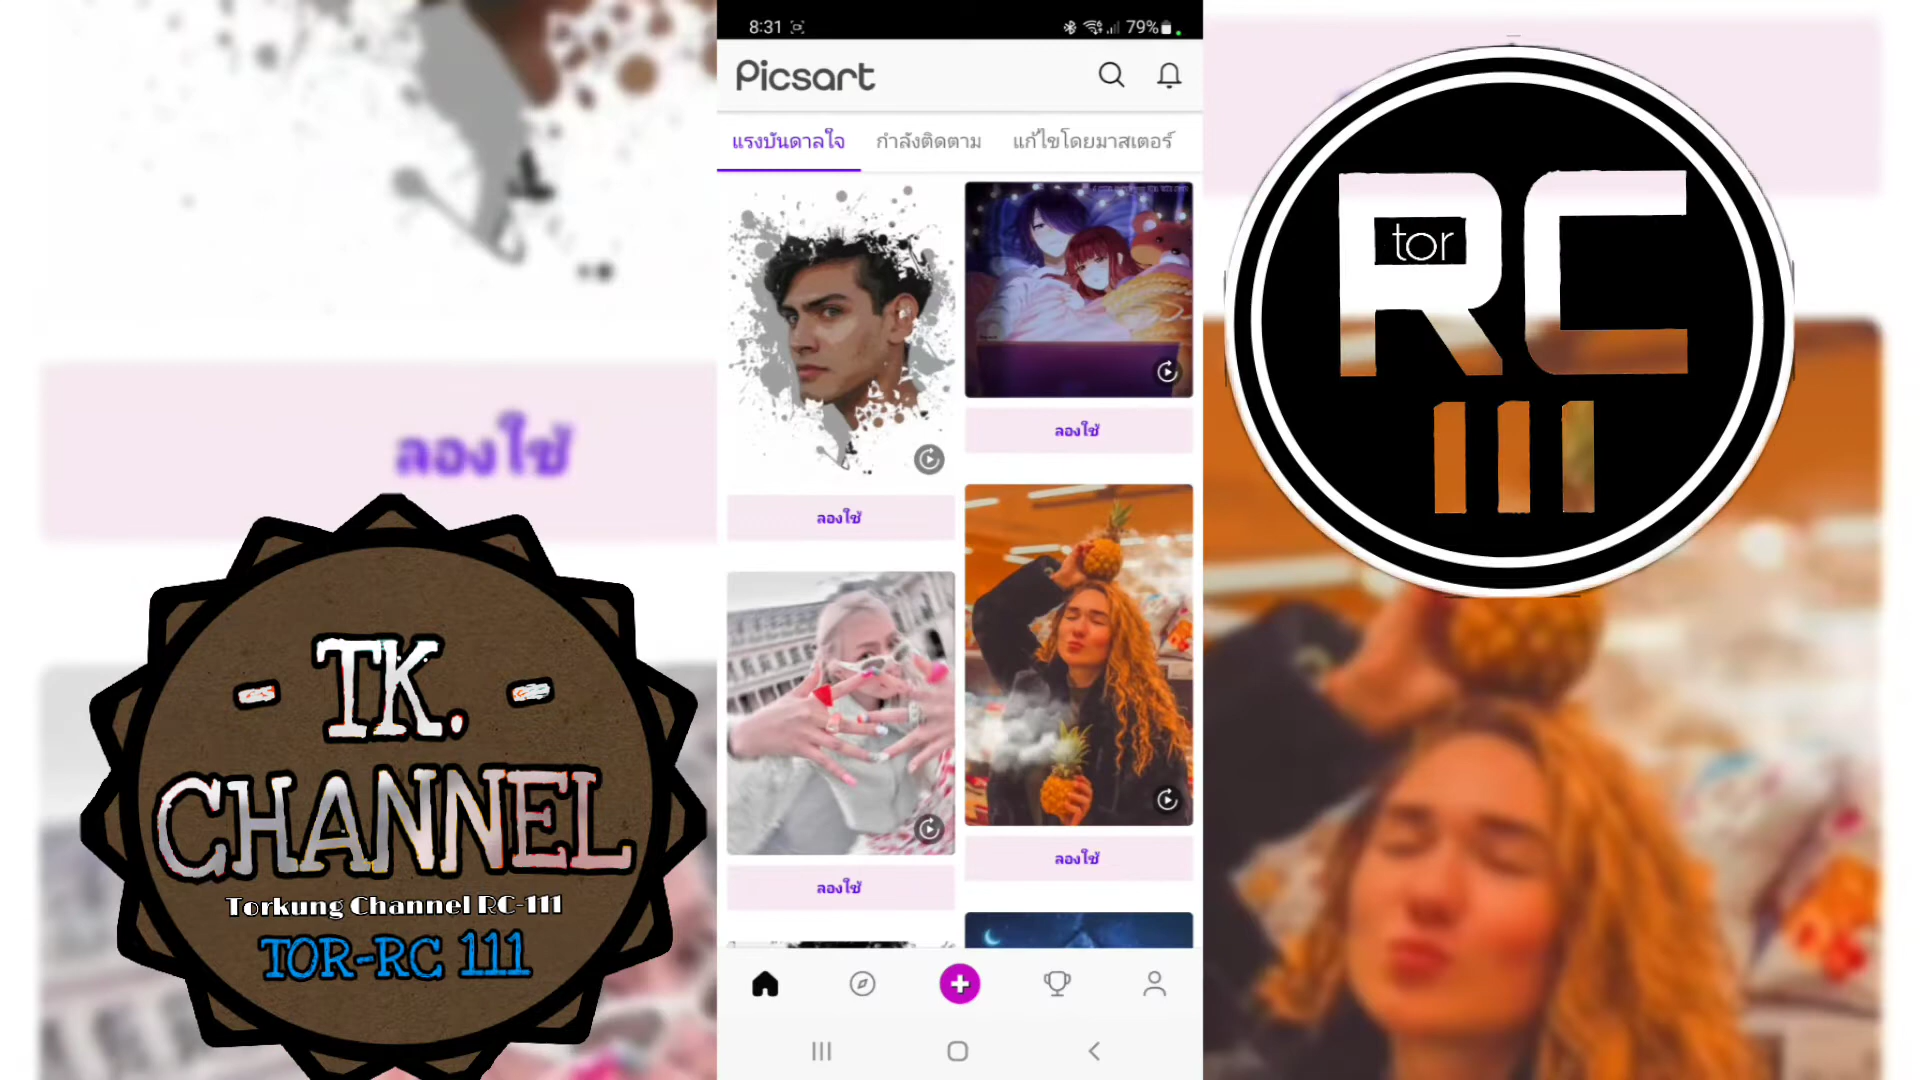 8:31
79%
Picsart
แรงบันดาลใจ กำลังติดตาม แก้ไขโดยมาสเตอร์
ลองใช้
ลองใช้
ลองใช้
ลองใช้
ลองใช้
- TK. -
CHANNEL
Torkung Channel RC-111
TOR-RC 111
tor
RC
111